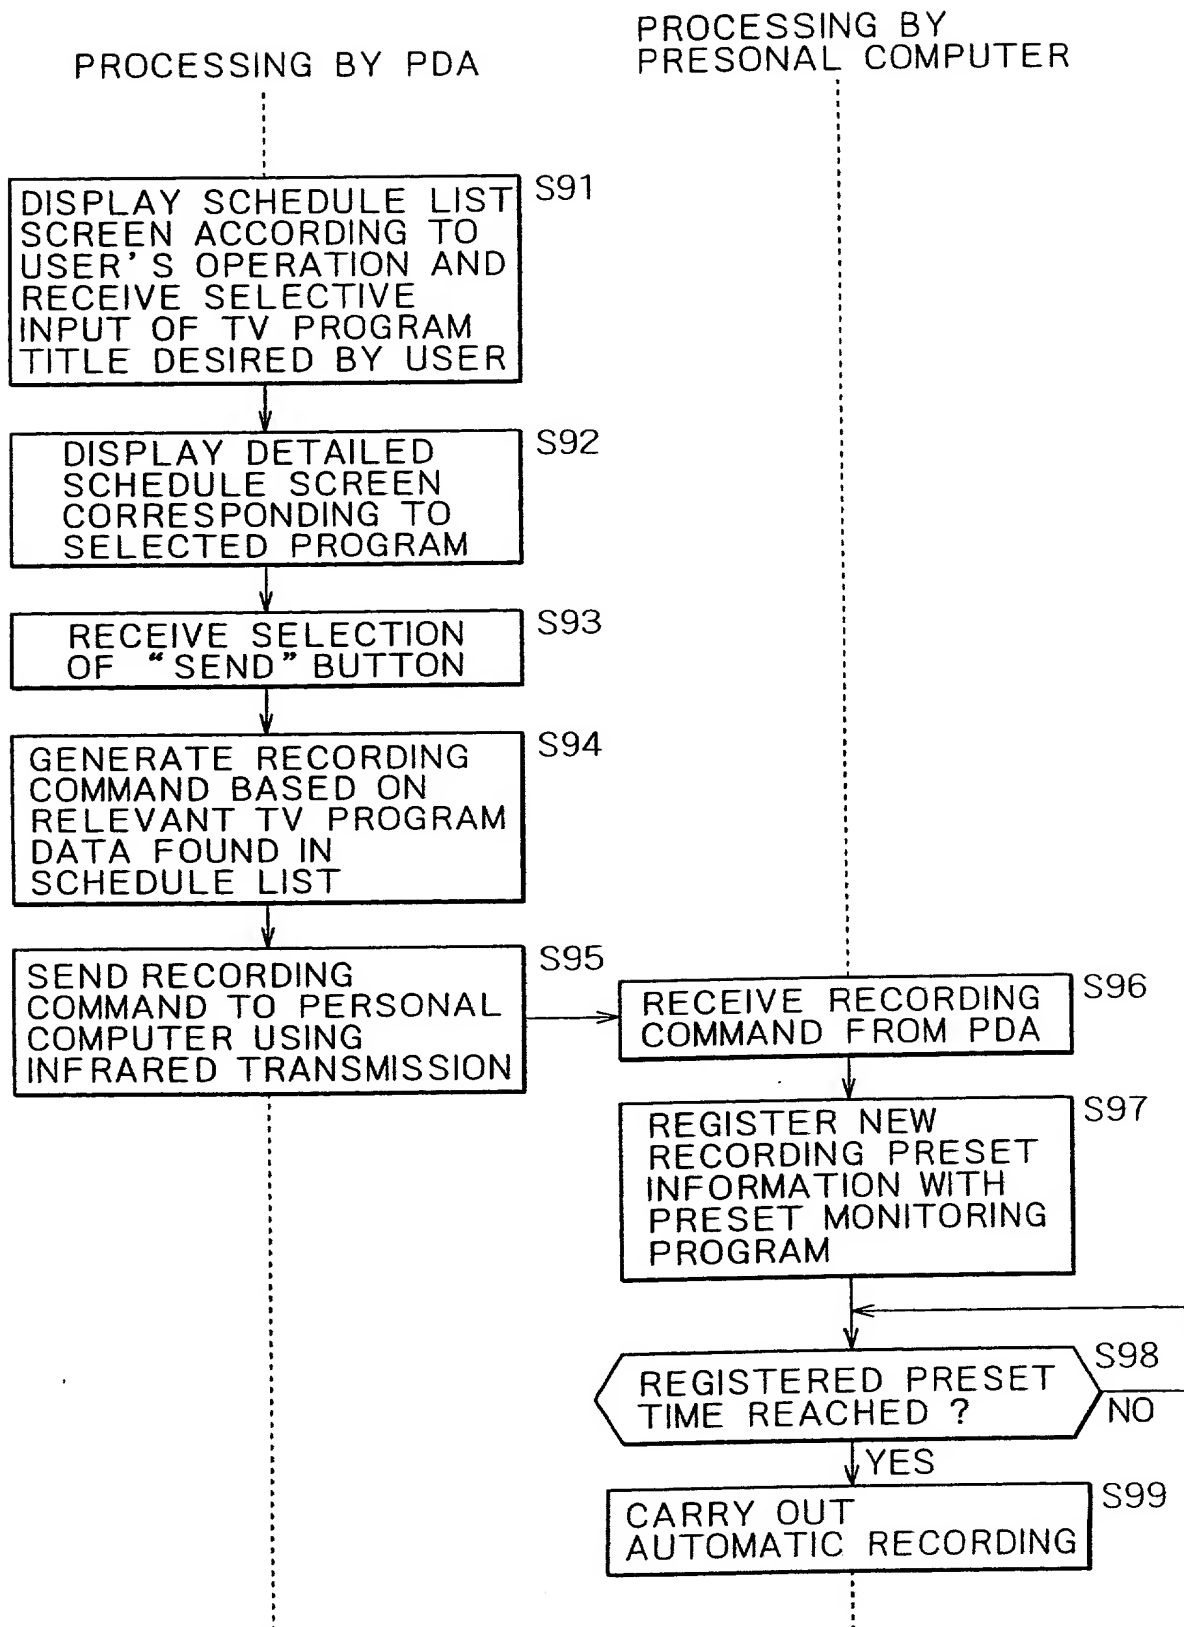 PROCESSING BY PDA
PROCESSING BY
PRESONAL COMPUTER
S91
DISPLAY SCHEDULE LIST
SCREEN ACCORDING TO
USER'S OPERATION AND
RECEIVE SELECTIVE
INPUT OF TV PROGRAM
TITLE DESIRED BY USER
S92
DISPLAY DETAILED
SCHEDULE SCREEN
CORRESPONDING TO
SELECTED PROGRAM
S93
RECEIVE SELECTION
OF “SEND” BUTTON
S94
GENERATE RECORDING
COMMAND BASED ON
RELEVANT TV PROGRAM
DATA FOUND IN
SCHEDULE LIST
S95
SEND RECORDING
COMMAND TO PERSONAL
COMPUTER USING
INFRARED TRANSMISSION
S96
RECEIVE RECORDING
COMMAND FROM PDA
S97
REGISTER NEW
RECORDING PRESET
INFORMATION WITH
PRESET MONITORING
PROGRAM
S98
REGISTERED PRESET
TIME REACHED ?
NO
YES
S99
CARRY OUT
AUTOMATIC RECORDING